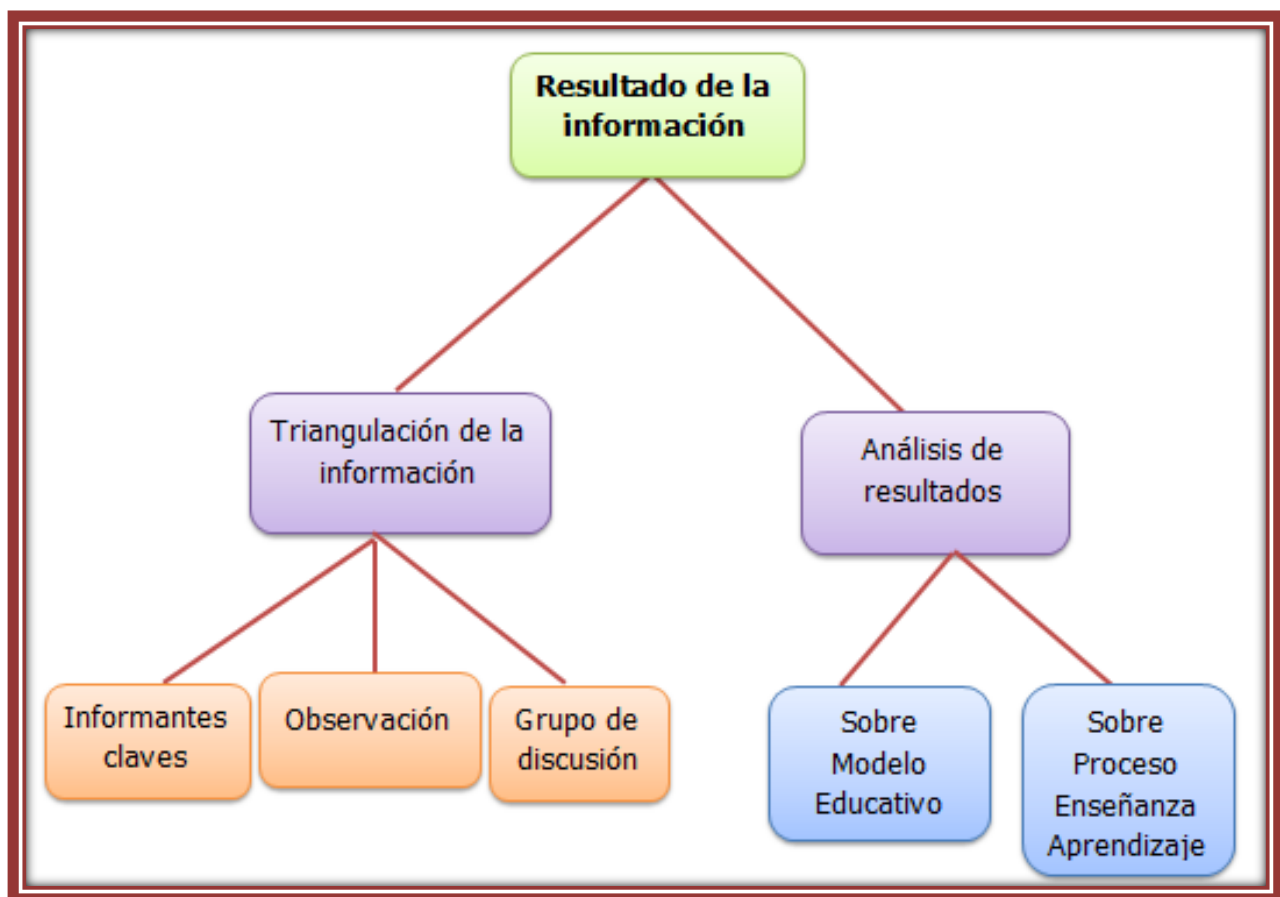 Resultado de la
información
Triangulación de la
información
Análisis de
resultados
Informantes
claves
Observación
Grupo de
discusión
Sobre
Modelo
Educativo
Sobre
Proceso
Enseñanza
Aprendizaje